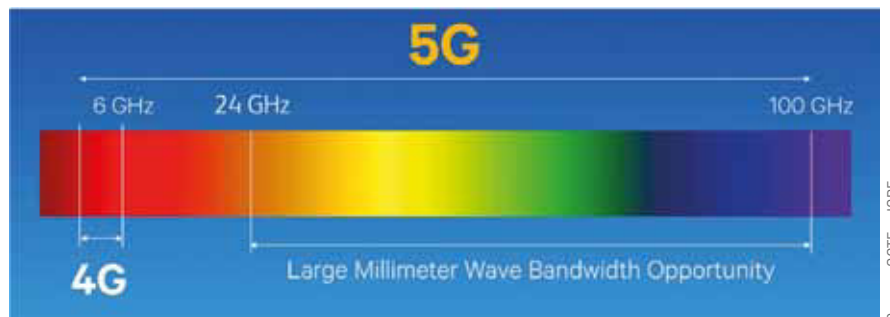 5G
6 GHz
24 GHz
100 GHz
4G
Large Millimeter Wave Bandwidth Opportunity